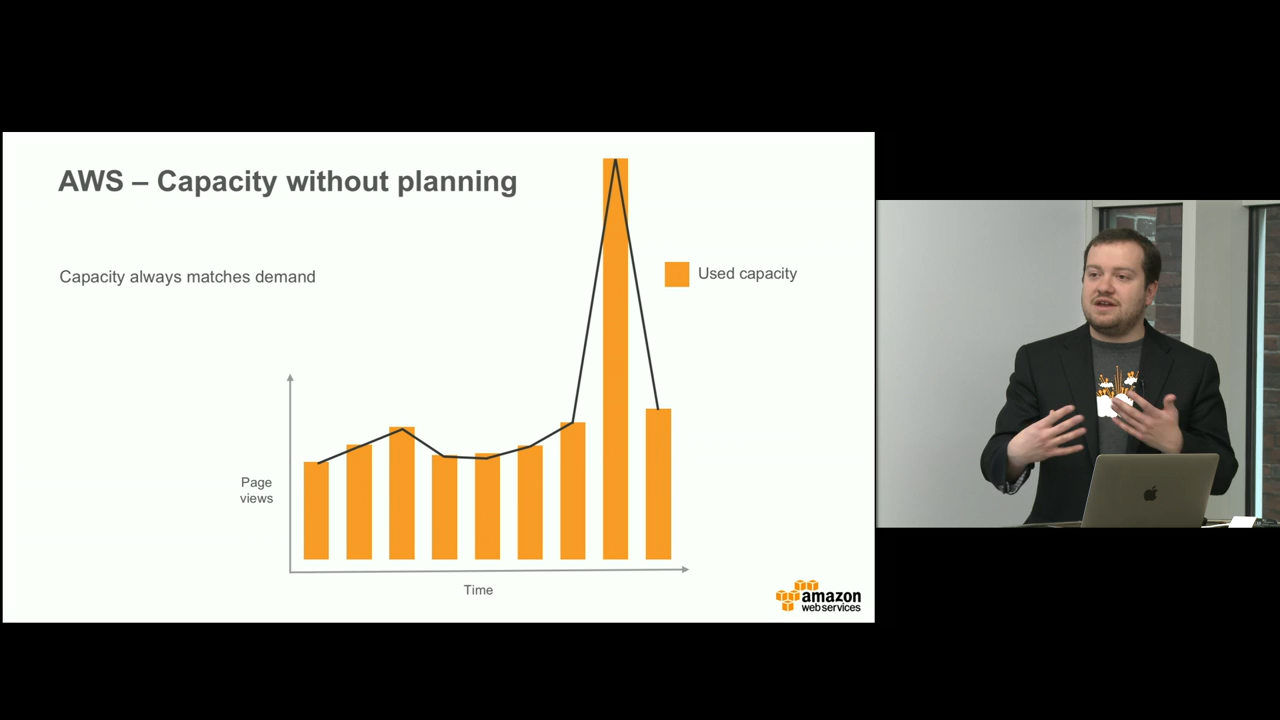 AWS – Capacity without planning
Capacity always matches demand
Used capacity
Page
views
Time
amazon
web services